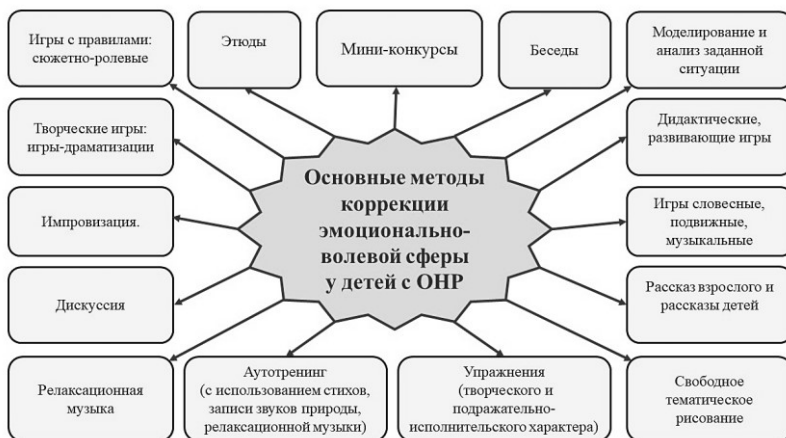 Игры с правилами:
сюжетно-ролевые
Этюды
Мини-конкурсы
Беседы
Моделирование и
анализ заданной
ситуации
Творческие игры:
игры-драматизации
Дидактические,
развивающие игры
Основные методы
коррекции
эмоционально-
волевой сферы
у детей с ОНР
Импровизация.
Игры словесные,
подвижные,
музыкальные
Дискуссия
Рассказ взрослого и
рассказы детей
Релаксационная
музыка
Аутотренинг
(с использованием стихов,
записи звуков природы,
релаксационной музыки)
Упражнения
(творческого и
подражательно-
исполнительского характера)
Свободное
тематическое
рисование